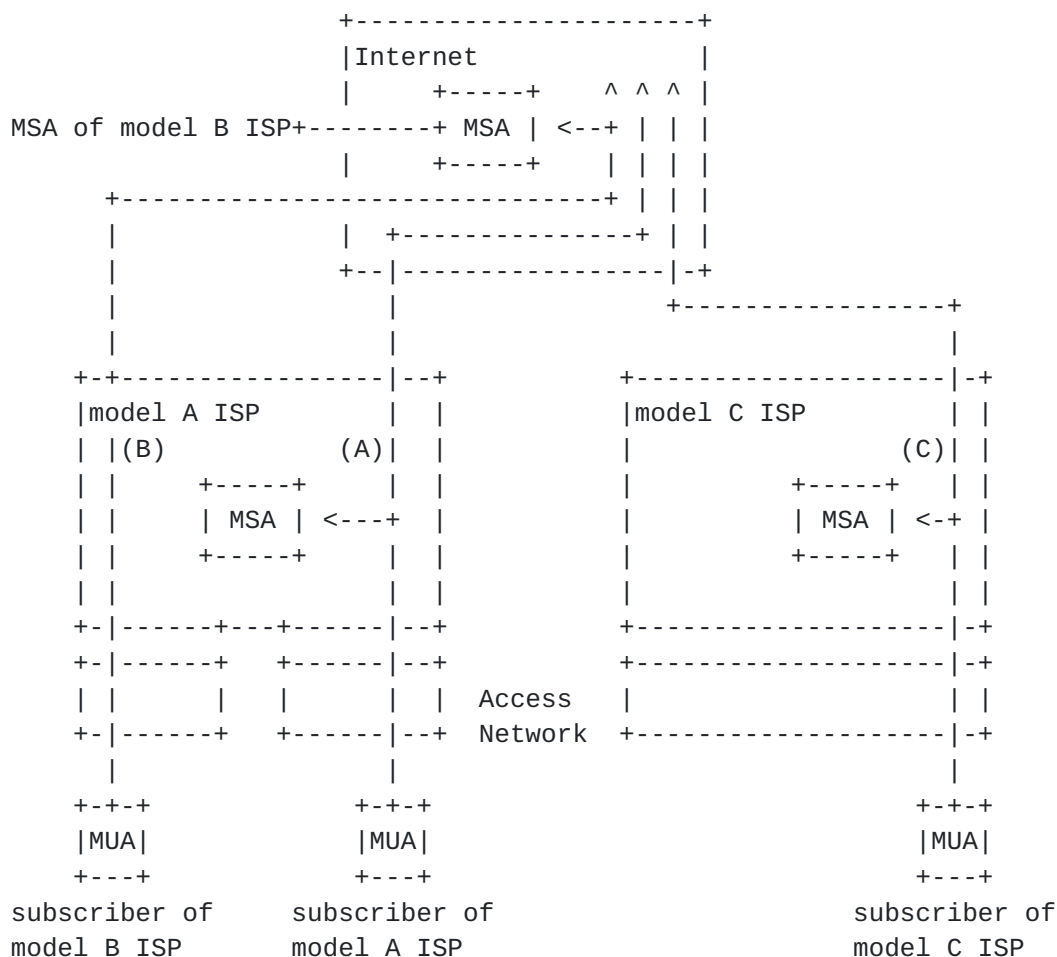 Internet
^ ^ ^
MSA of model B ISP MSA <
model A ISP model C ISP
(B) (A) (C)
MSA < MSA <
Access
Network
MUA MUA MUA
subscriber of subscriber of subscriber of
model B ISP model A ISP model C ISP